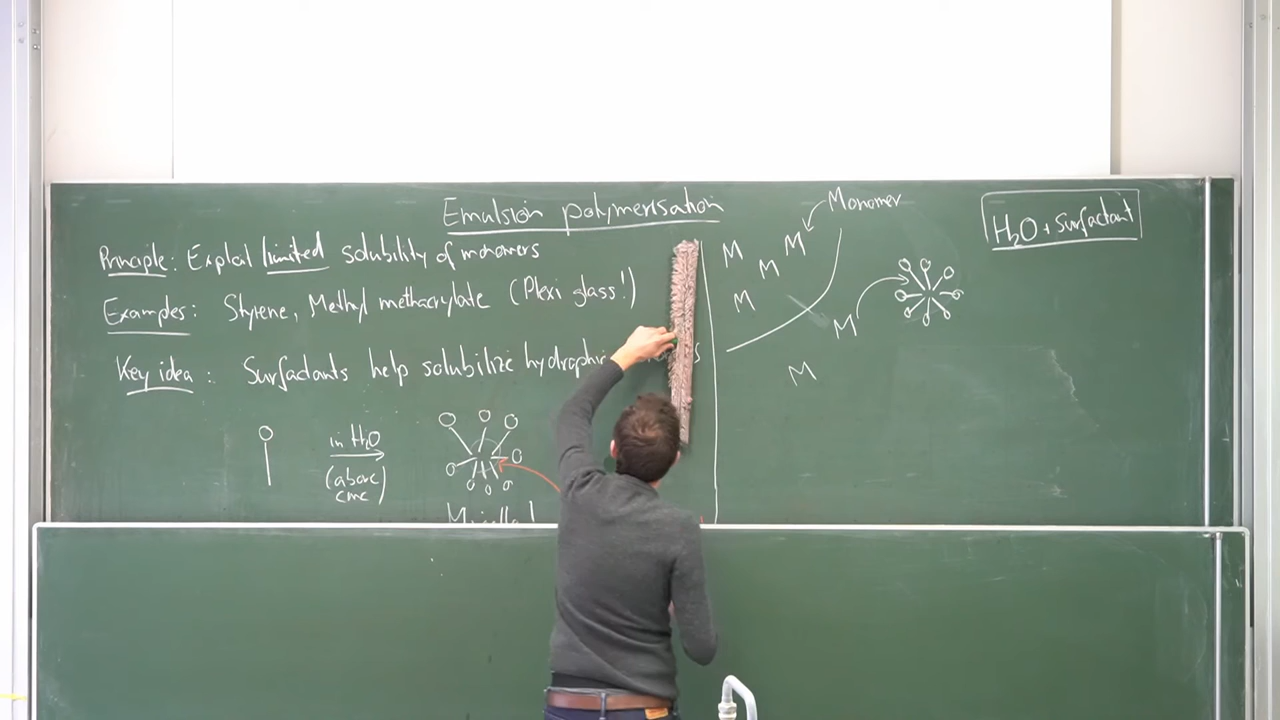 Emulsion polymerisation
Principle: Exploit limited solubility of monomers
Examples: Styrene, Methyl methacrylate (Plexi glass!)
Key idea: Surfactants help solubilize
in H2O
(above
cmc)
Monomer
M
M
M
M
M
M
H2O + Surfactant